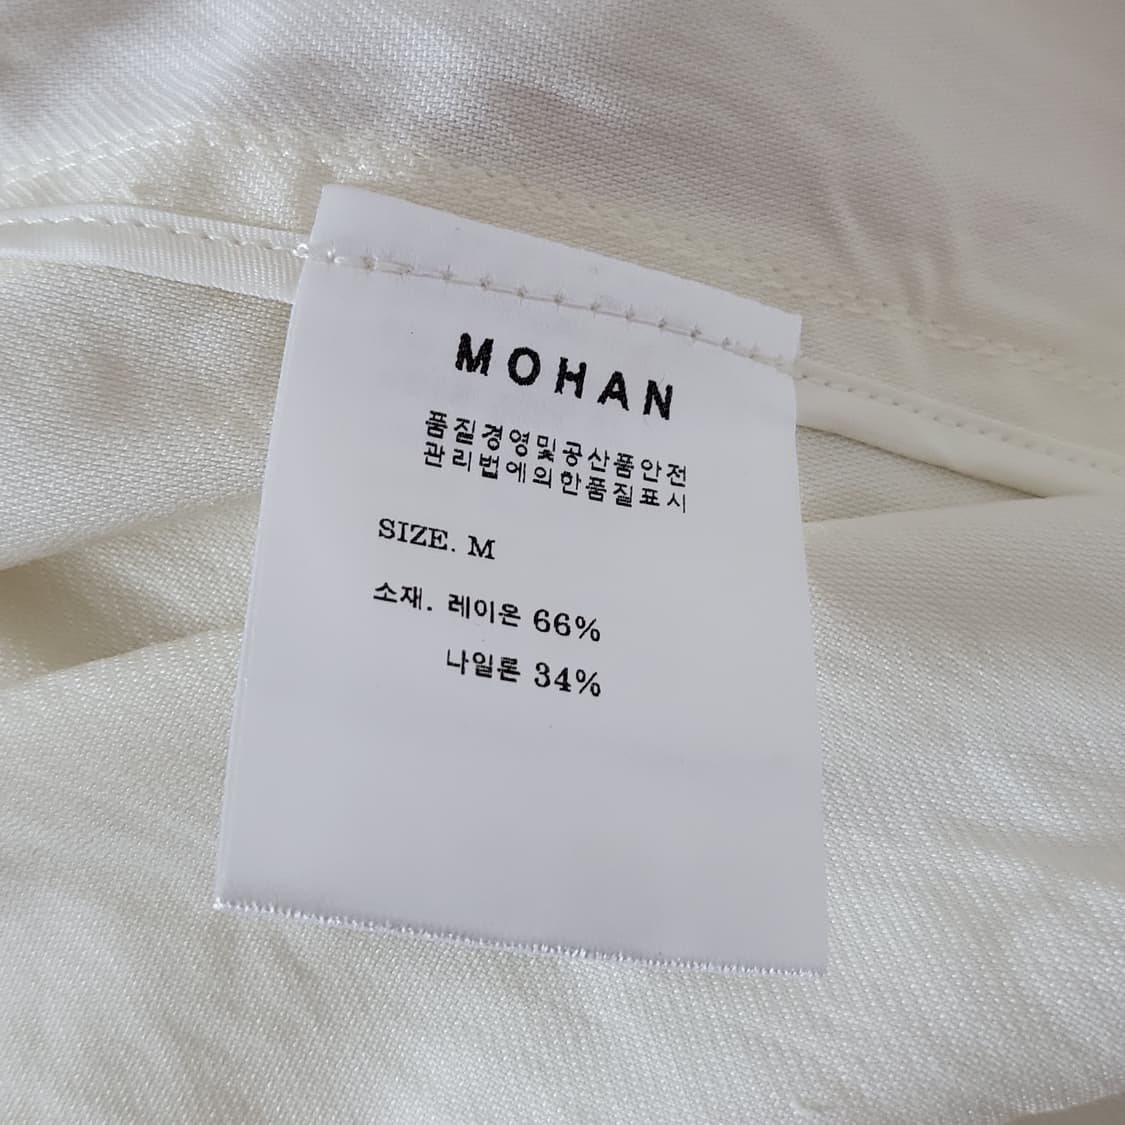 MOHAN
품질경영및공산품안전
관리법에의한품질표시
SIZE. M
소재. 레이온 66%
나일론 34%